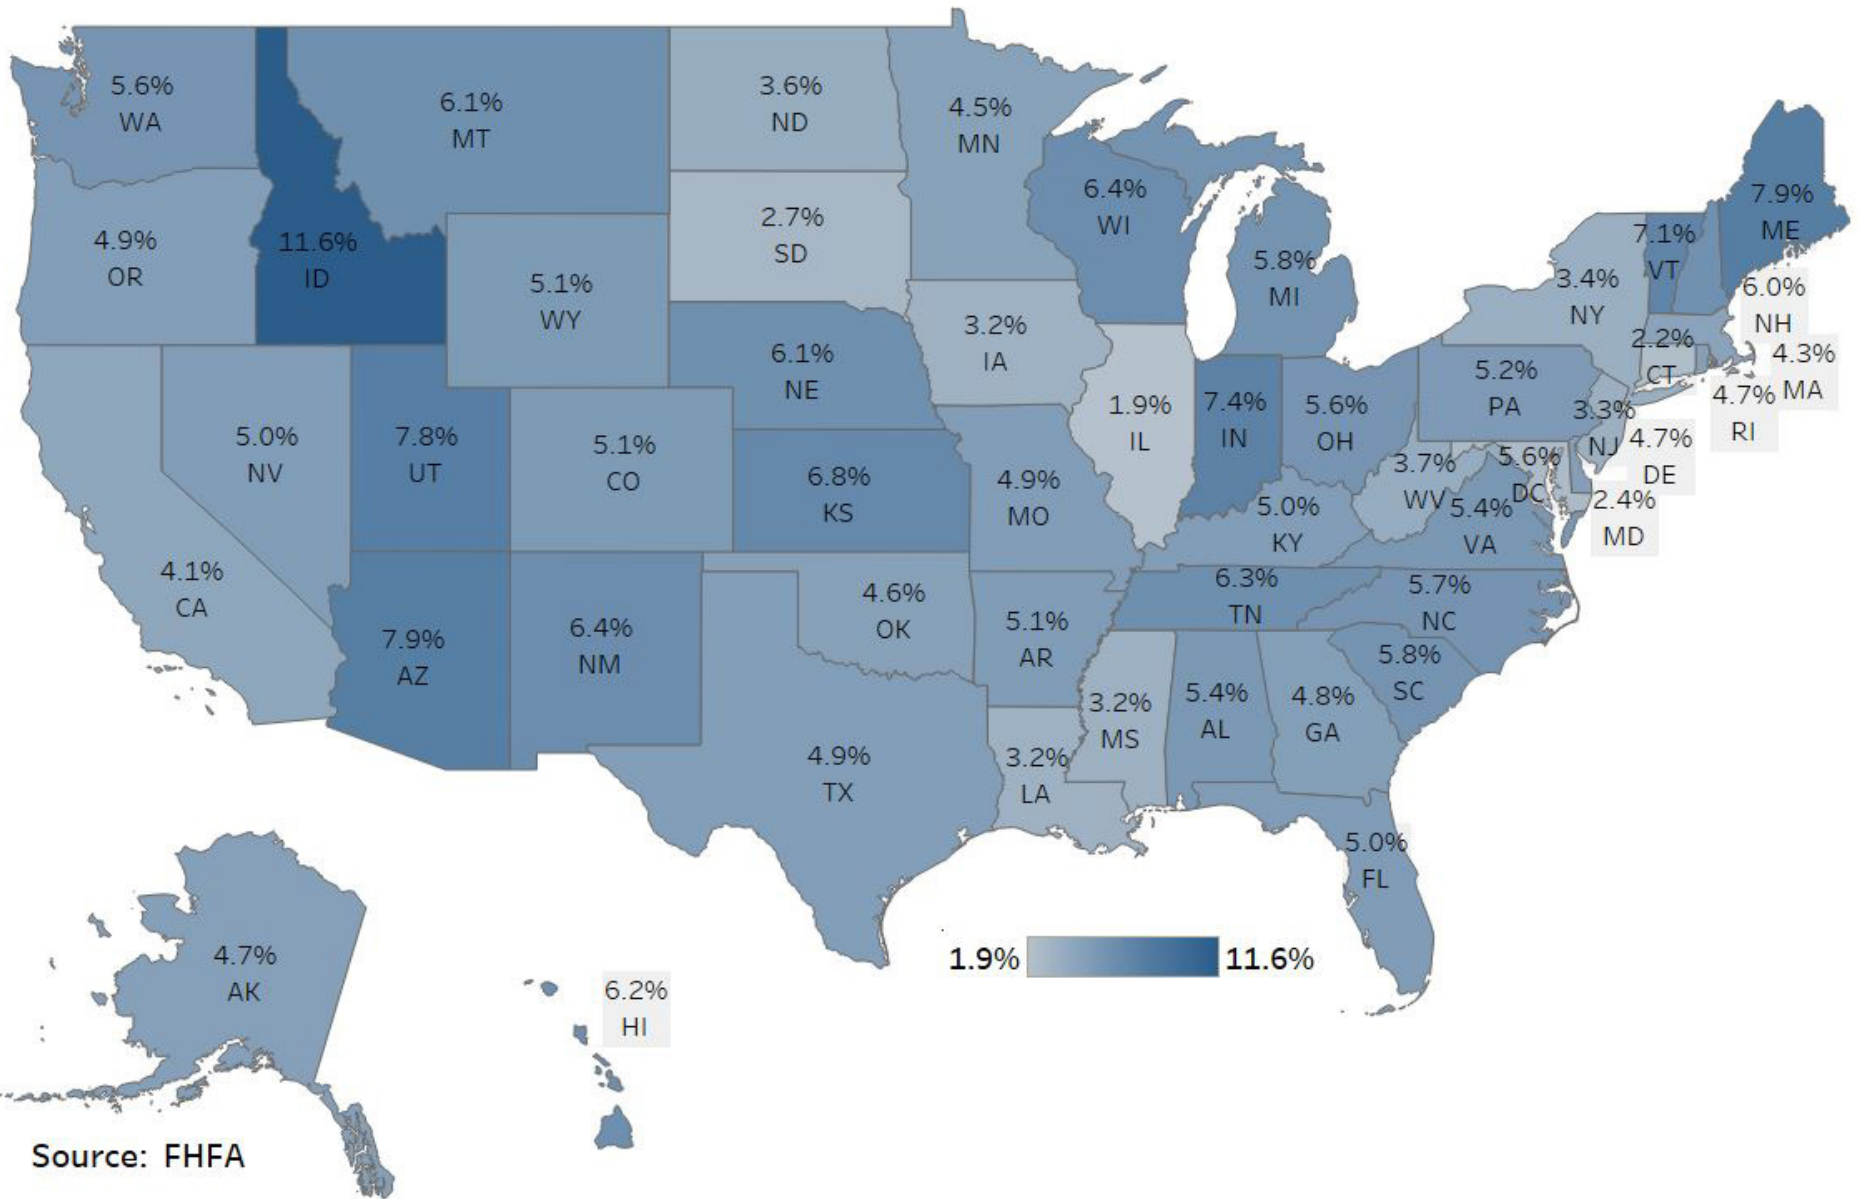 5.6%
WA
6.1%
MT
3.6%
ND
4.5%
MN
6.4%
WI
5.8%
MI
7.9%
ME
7.1%
VT
6.0%
NH
4.9%
OR
11.6%
ID
5.1%
WY
2.7%
SD
3.2%
IA
3.4%
NY
2.2%
CT
4.3%
MA
4.7%
RI
5.0%
NV
7.8%
UT
5.1%
CO
6.1%
NE
6.8%
KS
4.9%
MO
1.9%
IL
7.4%
IN
5.6%
OH
5.2%
PA
3.3%
NJ
4.7%
DE
3.7%
WV
5.6%
DC
2.4%
MD
5.4%
VA
5.0%
KY
4.1%
CA
7.9%
AZ
6.4%
NM
4.6%
OK
5.1%
AR
6.3%
TN
5.7%
NC
5.8%
SC
4.9%
TX
3.2%
LA
3.2%
MS
5.4%
AL
4.8%
GA
5.0%
FL
4.7%
AK
6.2%
HI
1.9% 11.6%
Source: FHFA